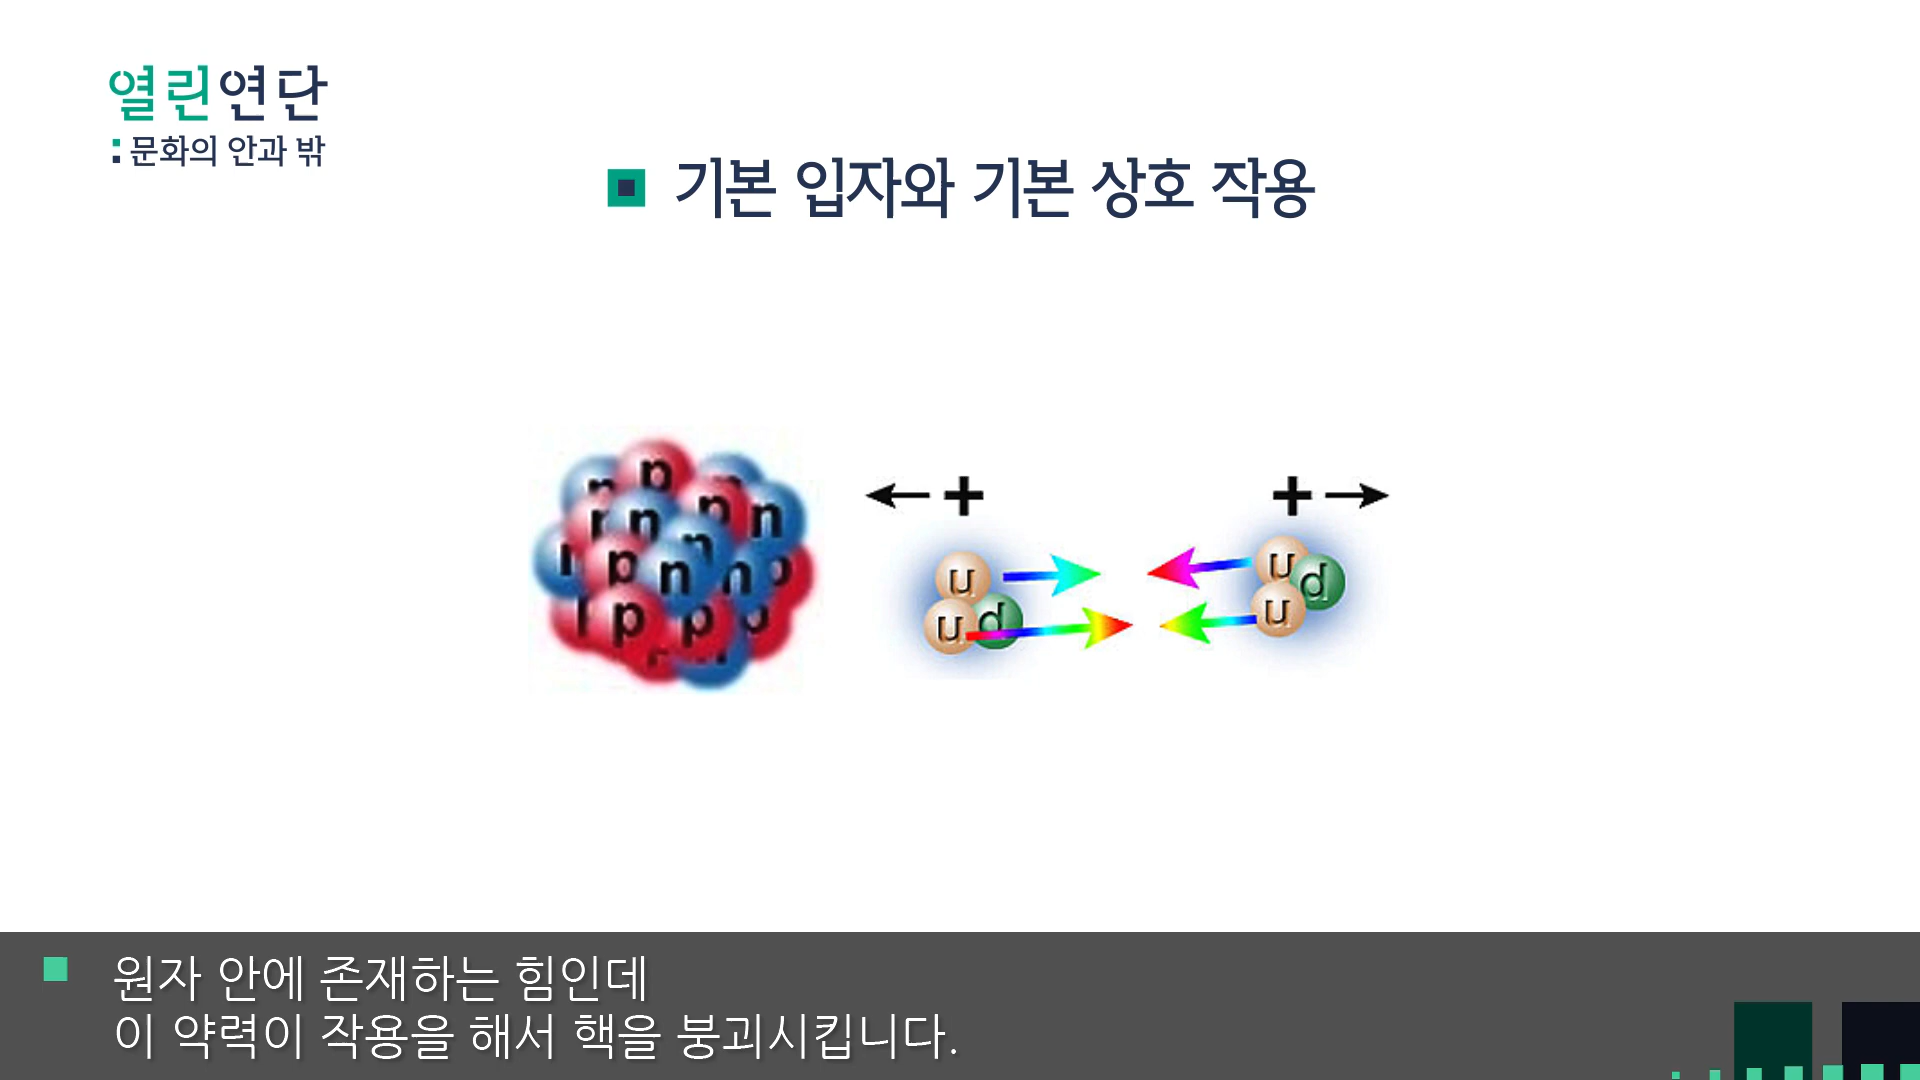 열린연단
:문화의 안과 밖
기본 입자와 기본 상호 작용
p
n
p
n
n
n
p
n
n
p
p
p
p
← +
+ →
u
u
d
u
d
u
원자 안에 존재하는 힘인데
이 약력이 작용을 해서 핵을 붕괴시킵니다.